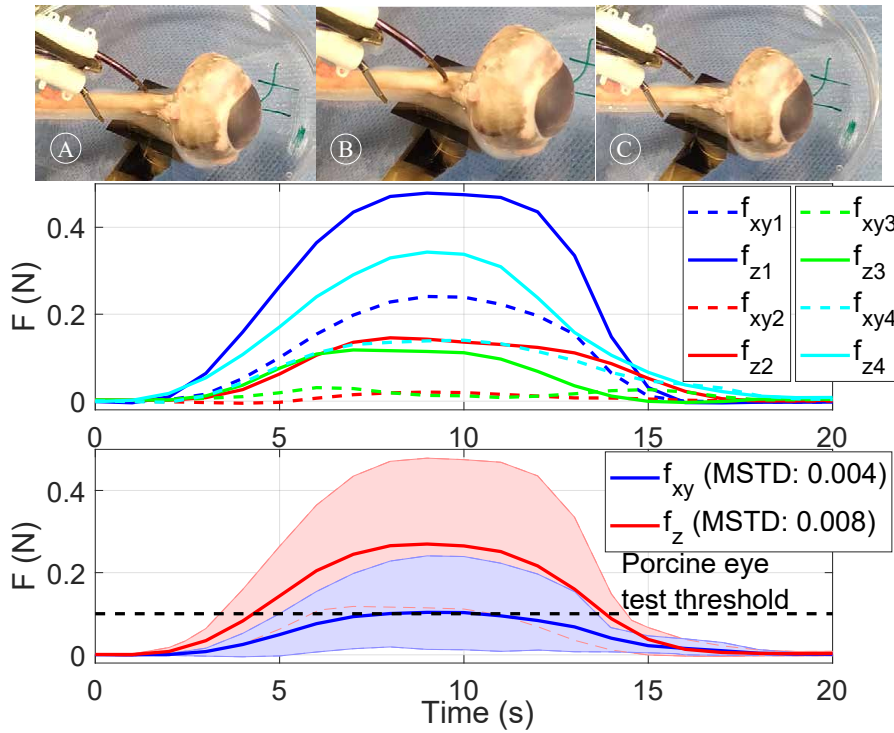 A
B
C
F (N)
0.4
0.2
0
0
5
10
15
20
f_xy1
f_z1
f_xy2
f_z2
f_xy3
f_z3
f_xy4
f_z4
F (N)
0.4
0.2
0
f_xy (MSTD: 0.004)
f_z (MSTD: 0.008)
Porcine eye
test threshold
0
5
10
15
20
Time (s)